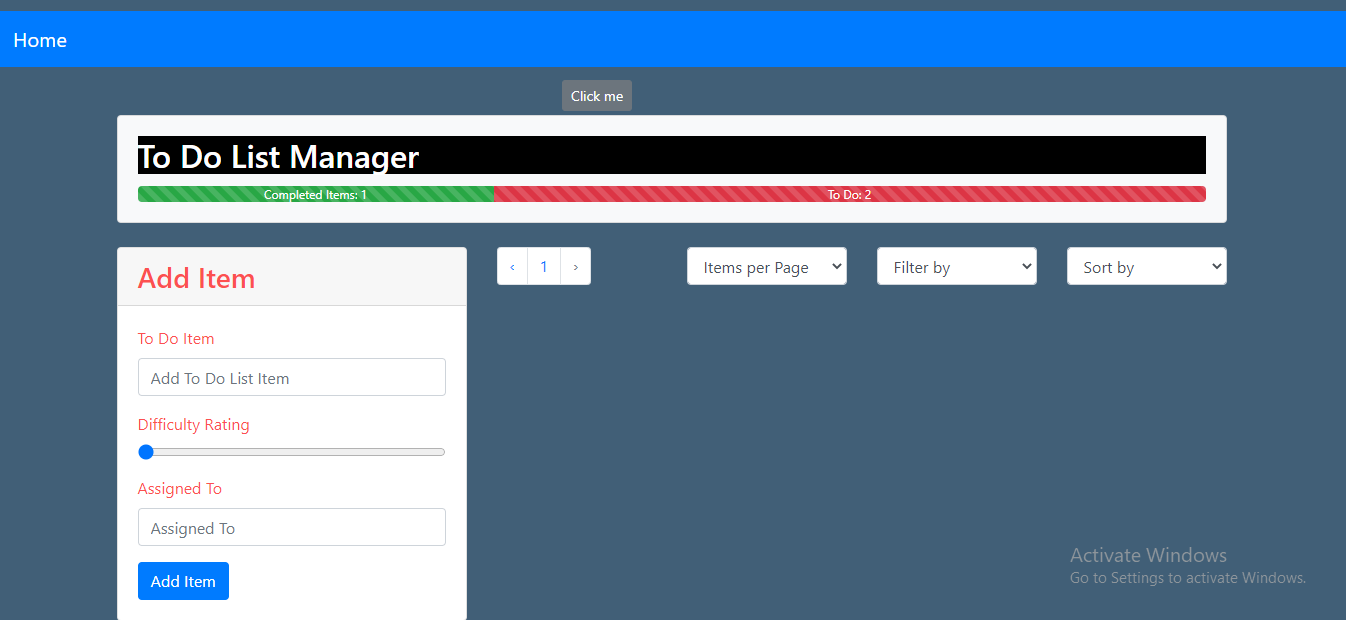 Home
Click me
To Do List Manager
Completed Items: 1 To Do: 2
Add Item
‹ 1 › Items per Page Filter by Sort by
To Do Item
Add To Do List Item
Difficulty Rating
Assigned To
Assigned To
Add Item
Activate Windows
Go to Settings to activate Windows.